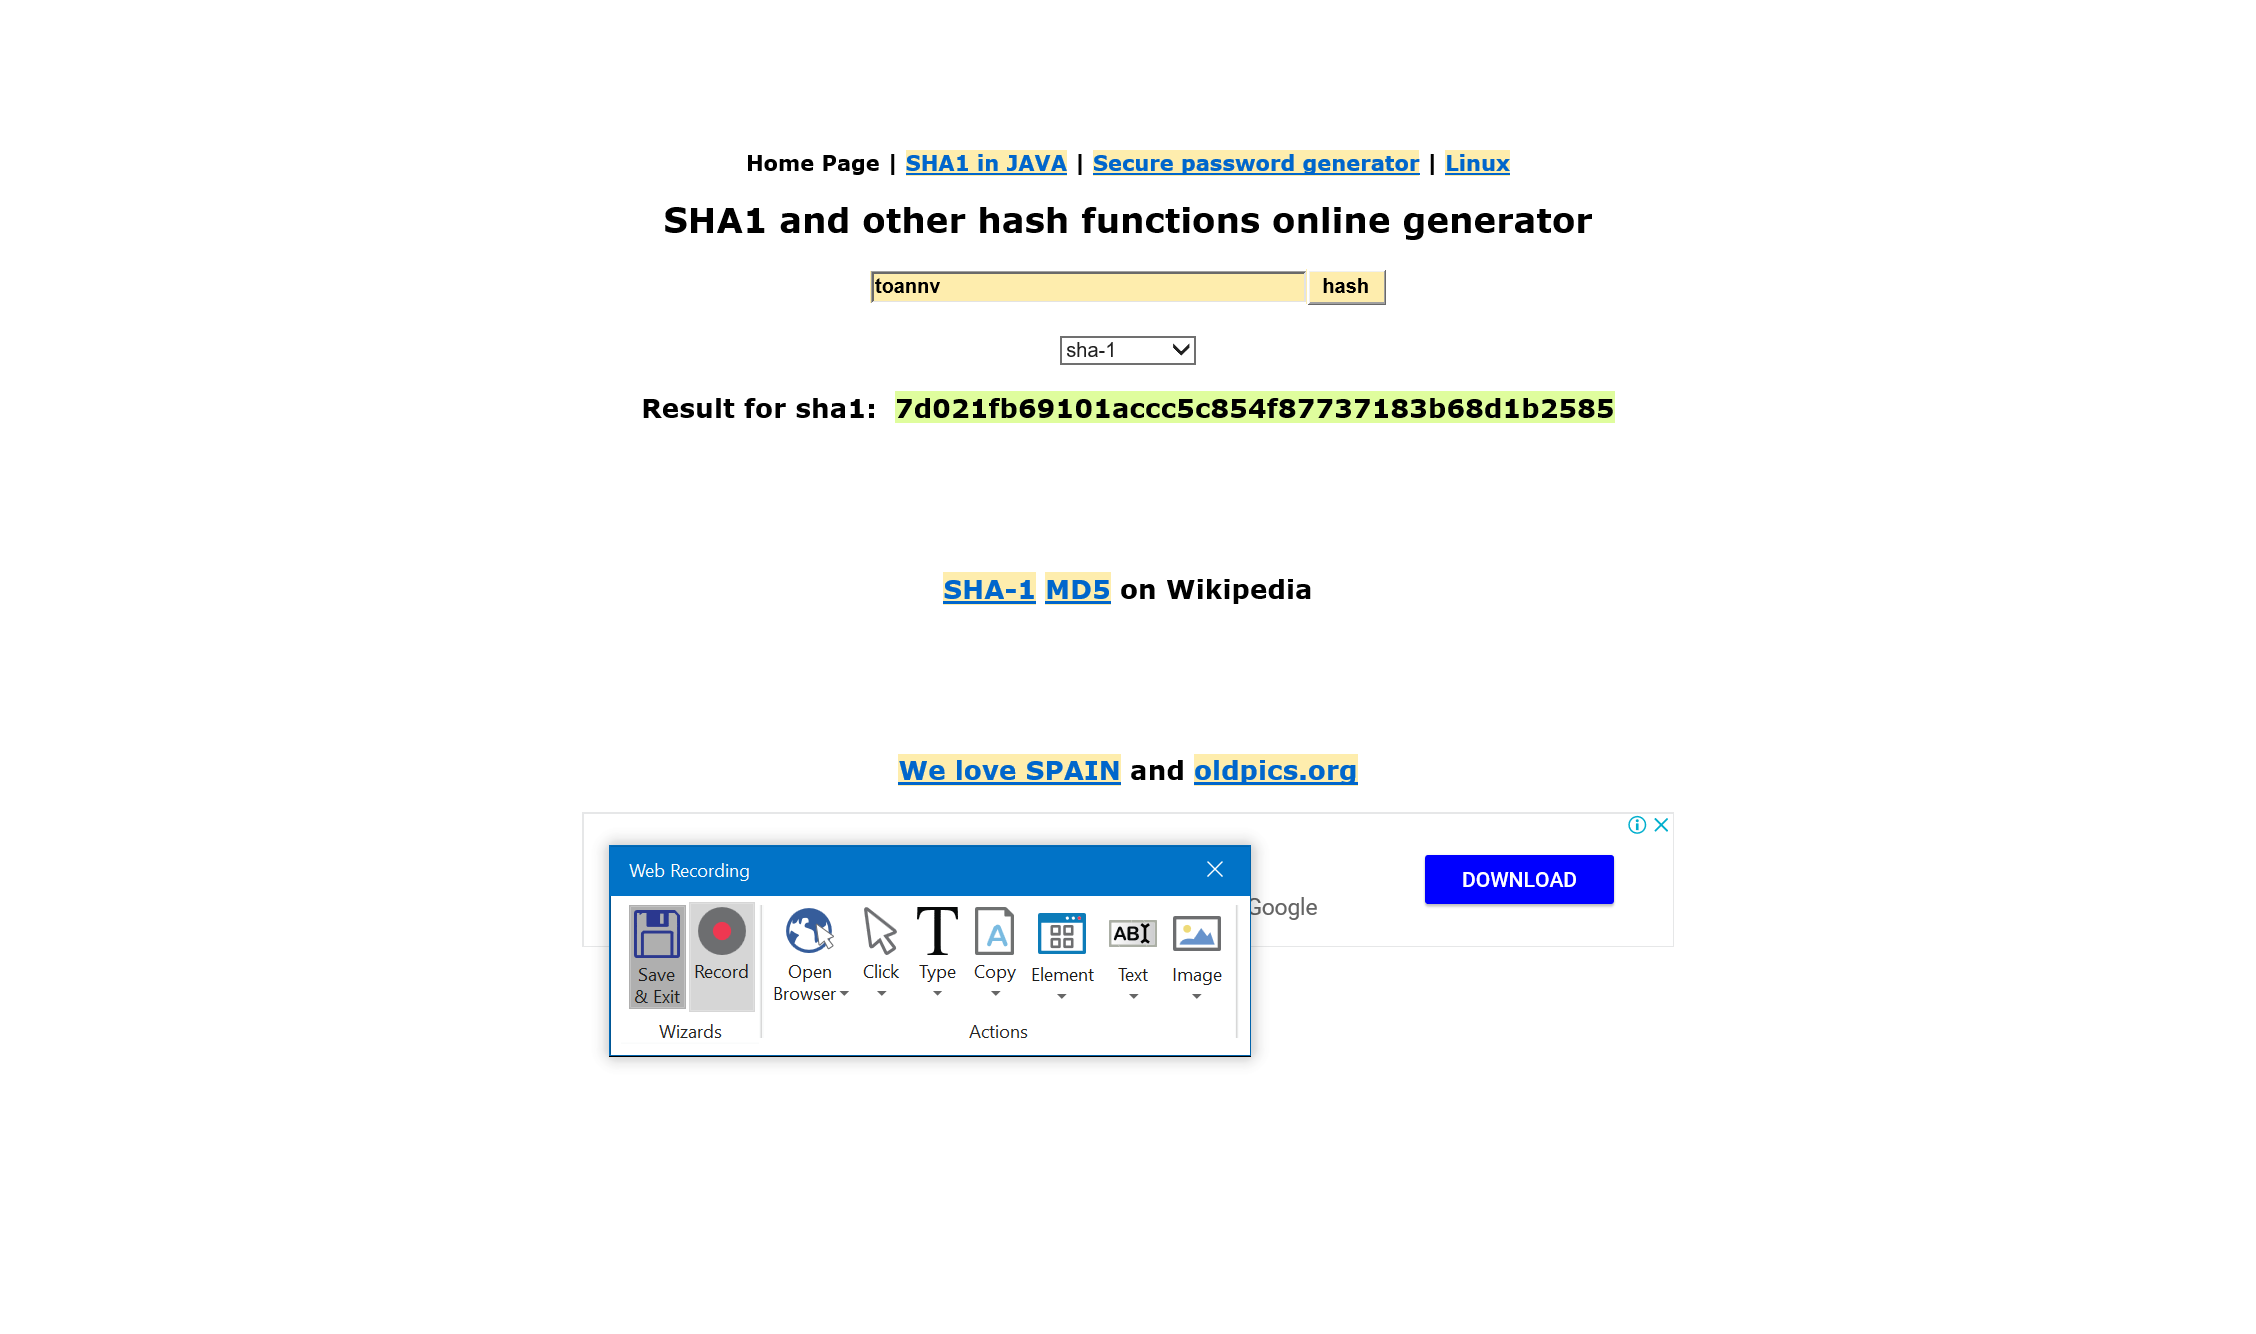 Home Page | SHA1 in JAVA | Secure password generator | Linux
SHA1 and other hash functions online generator
toannv hash
sha-1
Result for sha1: 7d021fb69101accc5c854f87737183b68d1b2585
SHA-1 MD5 on Wikipedia
We love SPAIN and oldpics.org
Web Recording
Google
DOWNLOAD
Save
& Exit
Record
Open
Browser
Click
Type
Copy
Element
ABI
Text
Image
Wizards
Actions